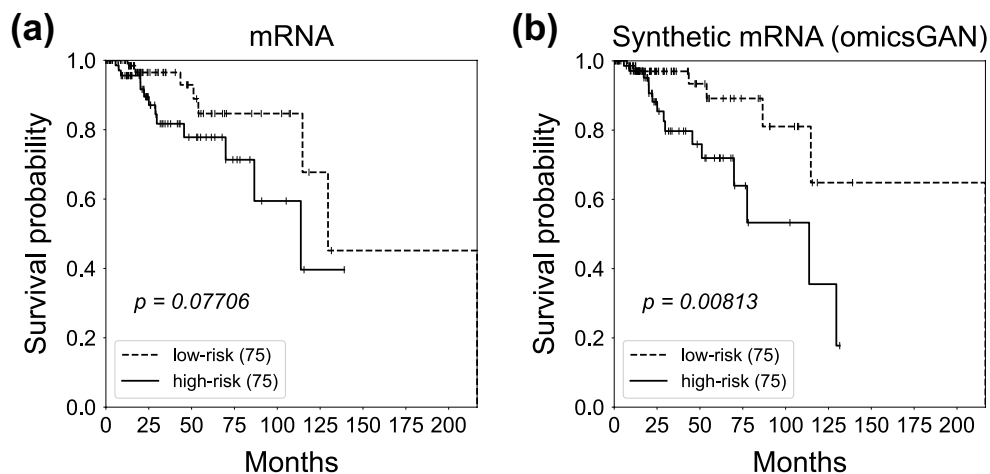 (a)
mRNA
Survival probability
1.0
0.8
0.6
0.4
0.2
0.0
p = 0.07706
low-risk (75)
high-risk (75)
0 25 50 75 100 125 150 175 200
Months
(b)
Synthetic mRNA (omicsGAN)
Survival probability
1.0
0.8
0.6
0.4
0.2
0.0
p = 0.00813
low-risk (75)
high-risk (75)
0 25 50 75 100 125 150 175 200
Months